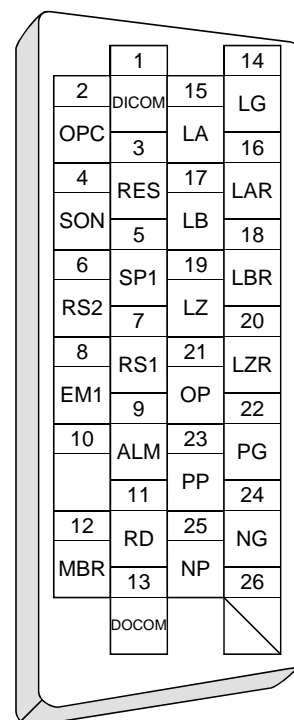 1 14
2 DICOM 15 LG
OPC LA
3 16
4 RES 17 LAR
SON LB
5 18
6 SP1 19 LBR
RS2 LZ
7 20
8 RS1 21 LZR
EM1 OP
9 22
10 ALM 23 PG
PP
11 24
12 RD 25 NG
MBR NP
13 26
DOCOM